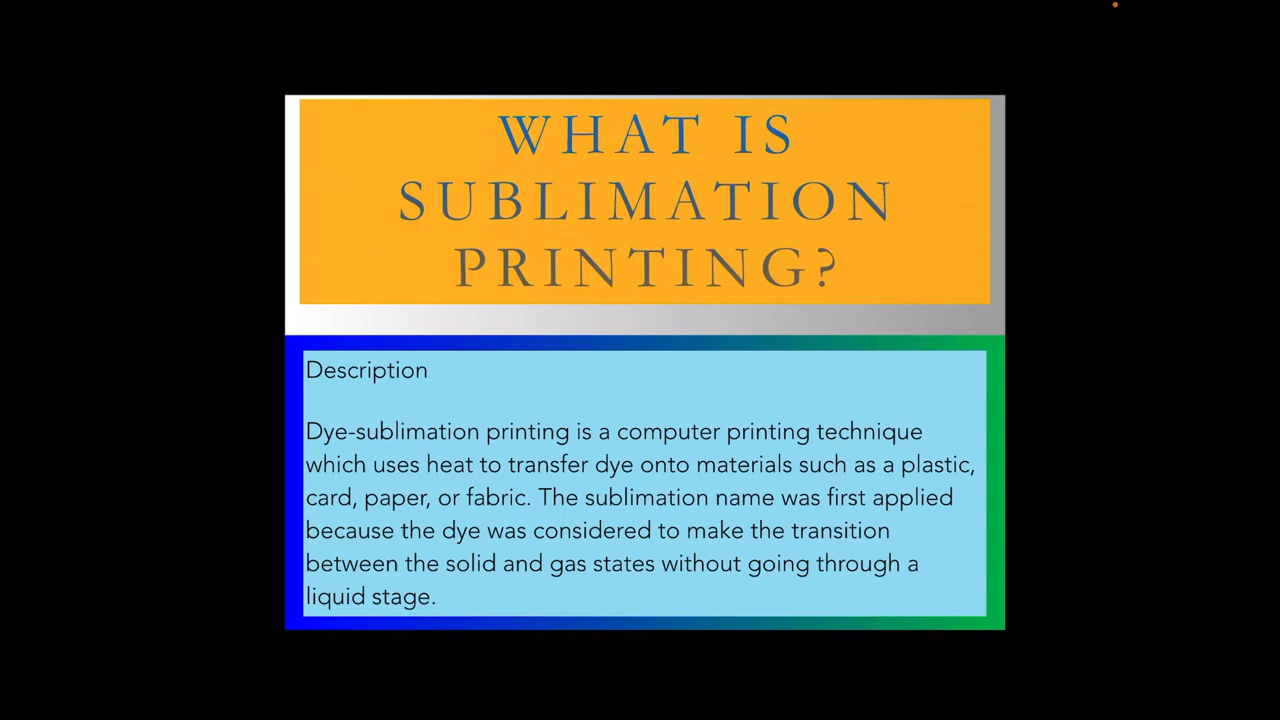 WHAT IS
SUBLIMATION
PRINTING?
Description
Dye-sublimation printing is a computer printing technique
which uses heat to transfer dye onto materials such as a plastic,
card, paper, or fabric. The sublimation name was first applied
because the dye was considered to make the transition
between the solid and gas states without going through a
liquid stage.